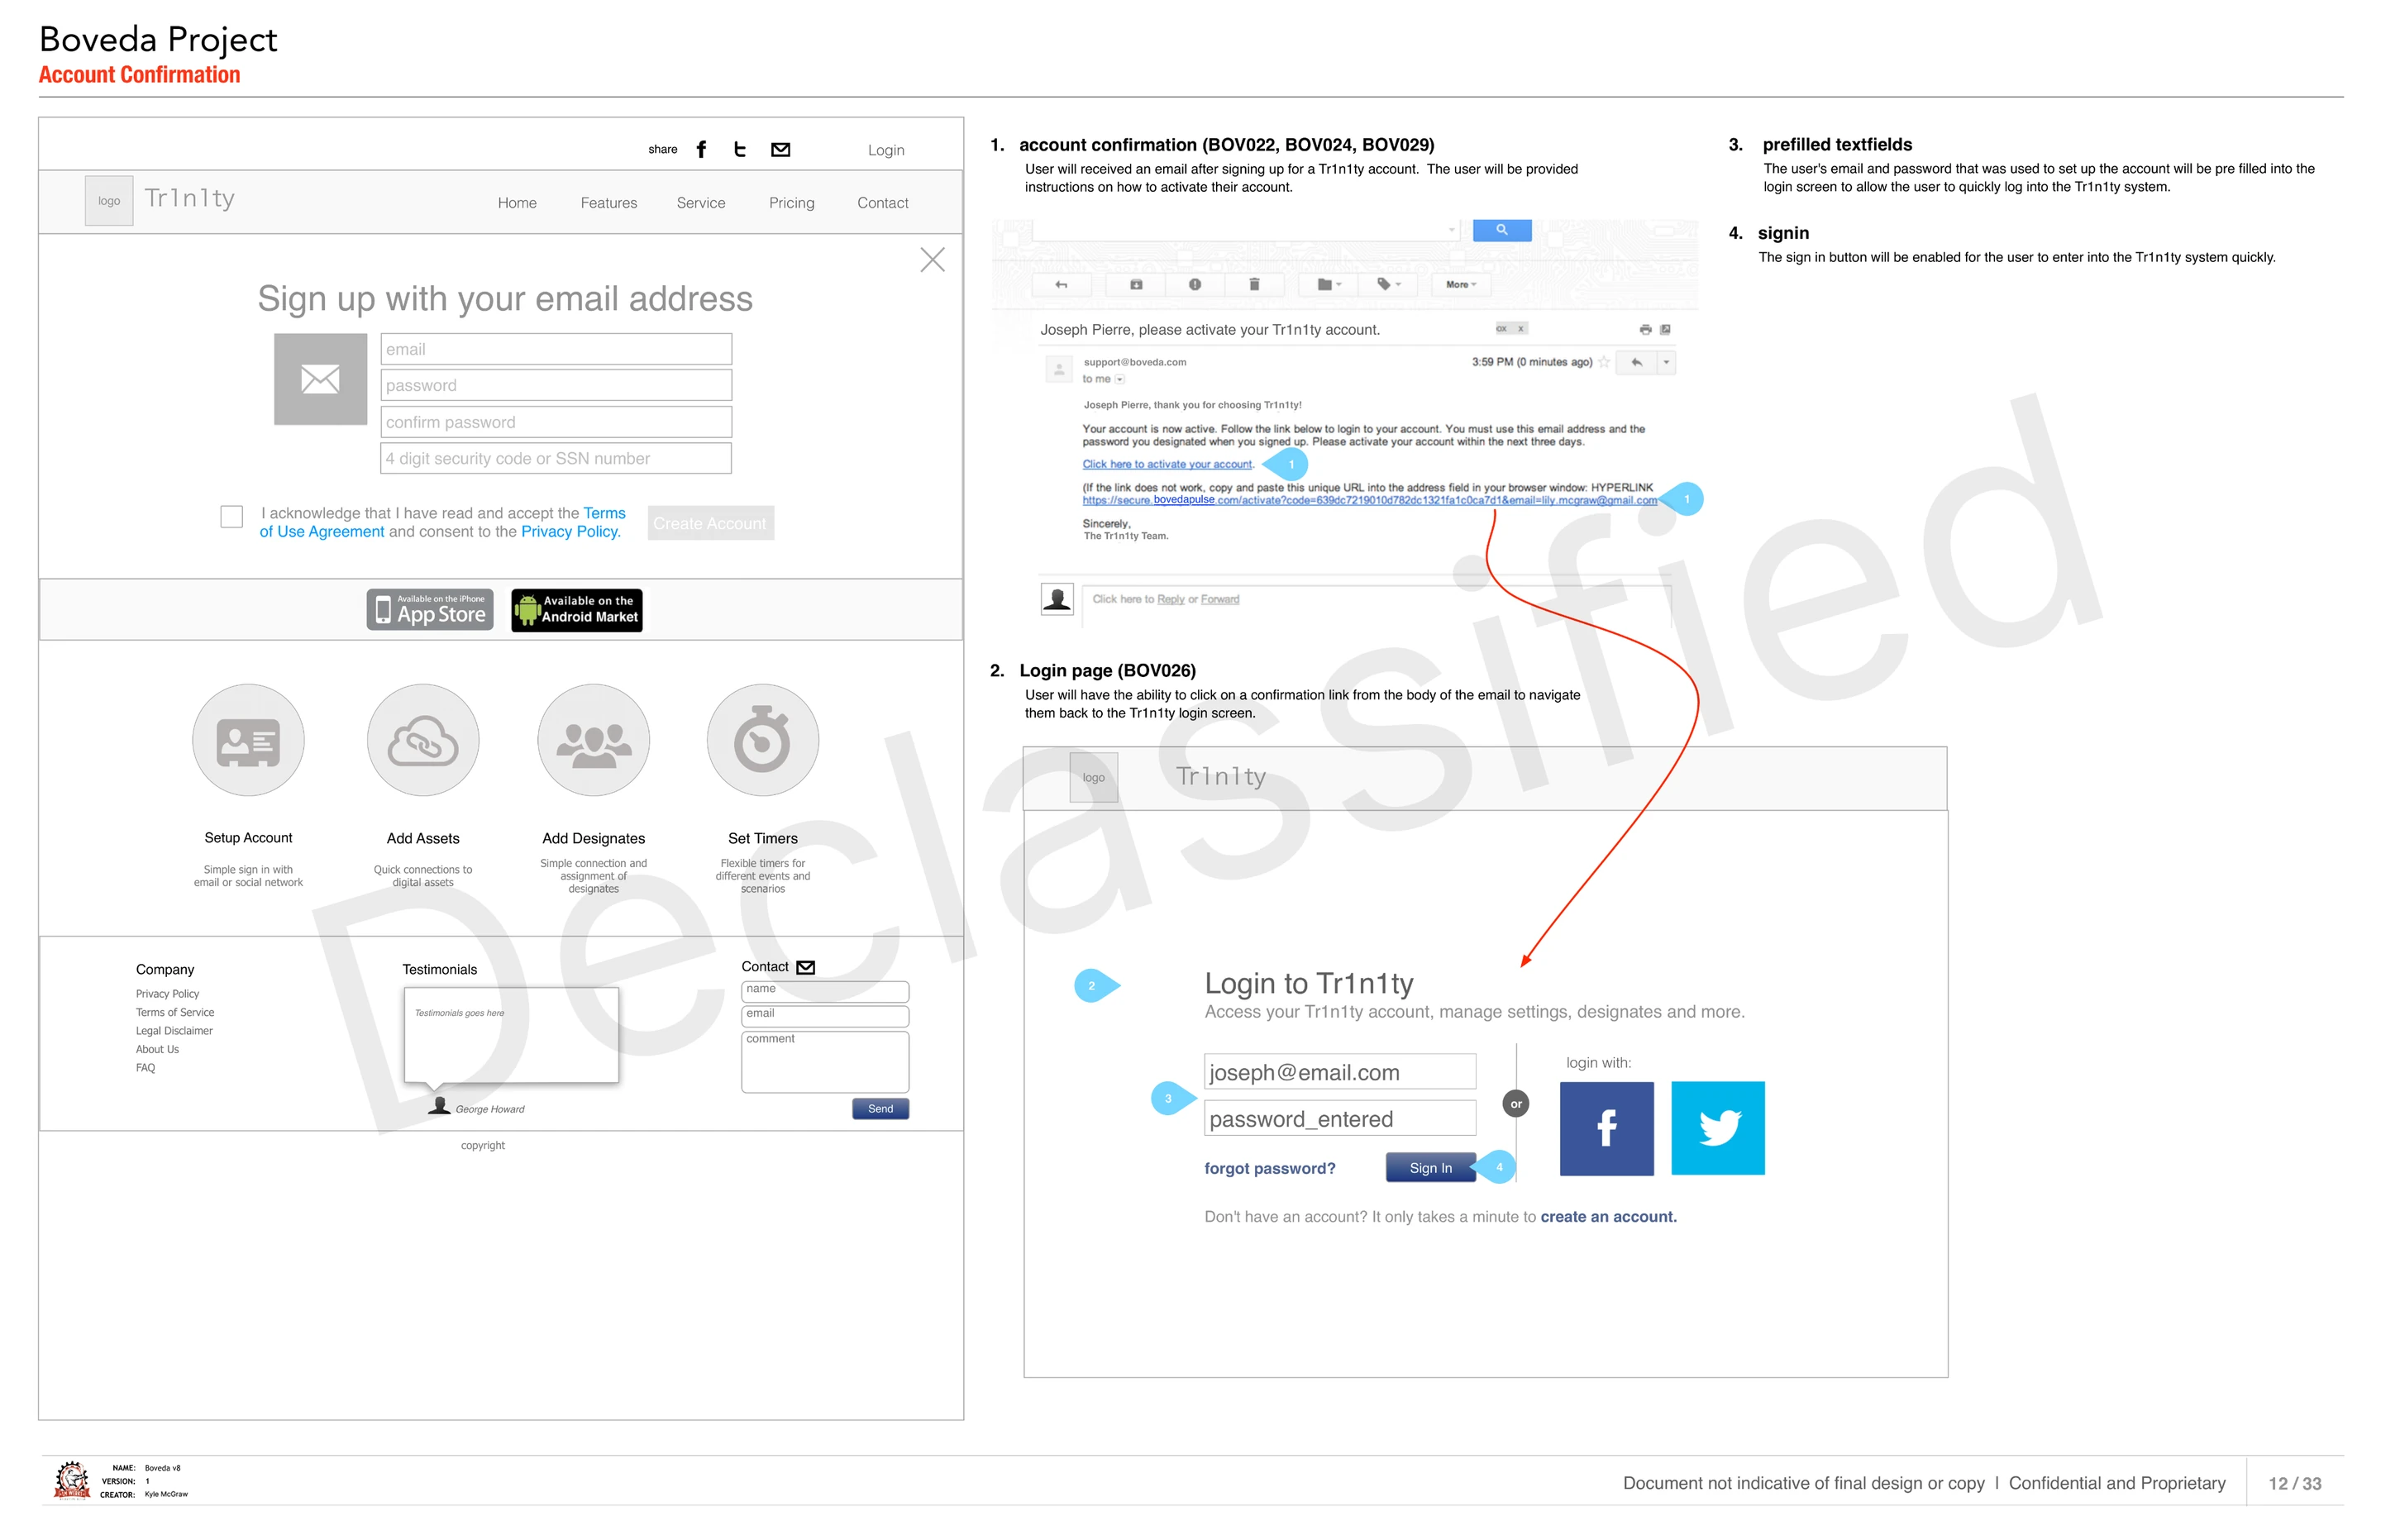 Boveda Project
Account Confirmation
share
Login
logo
Tr1n1ty
Home
Features
Service
Pricing
Contact
Sign up with your email address
email
password
confirm password
4 digit security code or SSN number
I acknowledge that I have read and accept the Terms
of Use Agreement and consent to the Privacy Policy.
Create Account
Available on the iPhone
App Store
Available on the
Android Market
Setup Account
Simple sign in with
email or social network
Add Assets
Quick connections to
digital assets
Add Designates
Simple connection and
assignment of
designates
Set Timers
Flexible timers for
different events and
scenarios
Company
Privacy Policy
Terms of Service
Legal Disclaimer
About Us
FAQ
Testimonials
Testimonials goes here
George Howard
Contact
name
email
comment
Send
copyright
1. account confirmation (BOV022, BOV024, BOV029)
User will received an email after signing up for a Tr1n1ty account. The user will be provided
instructions on how to activate their account.
More
Joseph Pierre, please activate your Tr1n1ty account.
ox x
support@boveda.com
3:59 PM (0 minutes ago)
to me
Joseph Pierre, thank you for choosing Tr1n1ty!
Your account is now active. Follow the link below to login to your account. You must use this email address and the
password you designated when you signed up. Please activate your account within the next three days.
Click here to activate your account.
1
(If the link does not work, copy and paste this unique URL into the address field in your browser window: HYPERLINK
https://secure.bovedapulse.com/activate?code=639dc7219010d782dc1321fa1c0ca7d1&email=lily.mcgraw@gmail.com
1
Sincerely,
The Tr1n1ty Team.
Click here to Reply or Forward
2. Login page (BOV026)
User will have the ability to click on a confirmation link from the body of the email to navigate
them back to the Tr1n1ty login screen.
logo
Tr1n1ty
2
Login to Tr1n1ty
Access your Tr1n1ty account, manage settings, designates and more.
joseph@email.com
3
password_entered
forgot password?
Sign In
4
or
login with:
Don't have an account? It only takes a minute to create an account.
3. prefilled textfields
The user's email and password that was used to set up the account will be pre filled into the
login screen to allow the user to quickly log into the Tr1n1ty system.
4. signin
The sign in button will be enabled for the user to enter into the Tr1n1ty system quickly.
Declassified
NAME: Boveda v8
VERSION: 1
CREATOR: Kyle McGraw
Document not indicative of final design or copy | Confidential and Proprietary
12 / 33